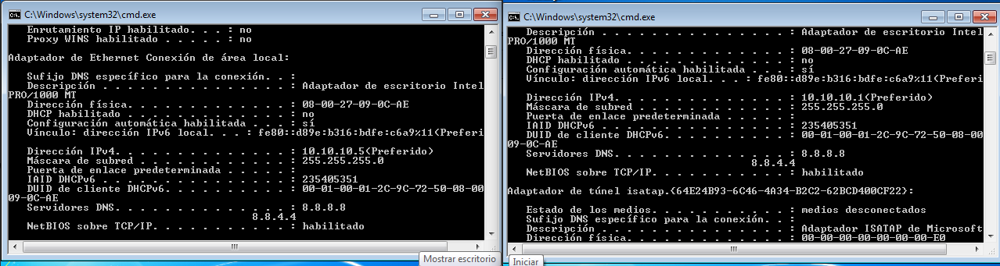 C:\Windows\system32\cmd.exe
Enrutamiento IP habilitado. . . : no
Proxy WINS habilitado . . . . . : no
Adaptador de Ethernet Conexión de área local:
Sufijo DNS específico para la conexión. . :
Descripción . . . . . . . . . . . . . . . : Adaptador de escritorio Intel
PRO/1000 MT
Dirección física. . . . . . . . . . . . . : 08-00-27-09-0C-AE
DHCP habilitado . . . . . . . . . . . . . : no
Configuración automática habilitada . . . : sí
Vínculo: dirección IPv6 local. . . : fe80::d89e:b316:bdfe:c6a9%11(Preferi
Dirección IPv4. . . . . . . . . . . . . . : 10.10.10.5(Preferido)
Máscara de subred . . . . . . . . . . . . : 255.255.255.0
Puerta de enlace predeterminada . . . . . :
IAID DHCPv6 . . . . . . . . . . . . . . . : 235405351
DUID de cliente DHCPv6. . . . . . . . . . : 00-01-00-01-2C-9C-72-50-08-00
09-0C-AE
Servidores DNS. . . . . . . . . . . . . . : 8.8.8.8
8.8.4.4
NetBIOS sobre TCP/IP. . . . . . . . . . . : habilitado
Mostrar escritorio
C:\Windows\system32\cmd.exe
Descripción . . . . . . . . . . . . . . . : Adaptador de escritorio Intel
PRO/1000 MT
Dirección física. . . . . . . . . . . . . : 08-00-27-09-0C-AE
DHCP habilitado . . . . . . . . . . . . . : no
Configuración automática habilitada . . . : sí
Vínculo: dirección IPv6 local. . . : fe80::d89e:b316:bdfe:c6a9%11(Preferi
Dirección IPv4. . . . . . . . . . . . . . : 10.10.10.1(Preferido)
Máscara de subred . . . . . . . . . . . . : 255.255.255.0
Puerta de enlace predeterminada . . . . . :
IAID DHCPv6 . . . . . . . . . . . . . . . : 235405351
DUID de cliente DHCPv6. . . . . . . . . . : 00-01-00-01-2C-9C-72-50-08-00
09-0C-AE
Servidores DNS. . . . . . . . . . . . . . : 8.8.8.8
8.8.4.4
NetBIOS sobre TCP/IP. . . . . . . . . . . : habilitado
Adaptador de túnel isatap.{64E24B93-6C46-4A34-B2C2-62BCD400CF22}:
Estado de los medios. . . . . . . . . . . : medios desconectados
Sufijo DNS específico para la conexión. . :
Descripción . . . . . . . . . . . . . . . : Adaptador ISATAP de Microsoft
Dirección física. . . . . . . . . . . . . : 00-00-00-00-00-00-00-E0
Iniciar